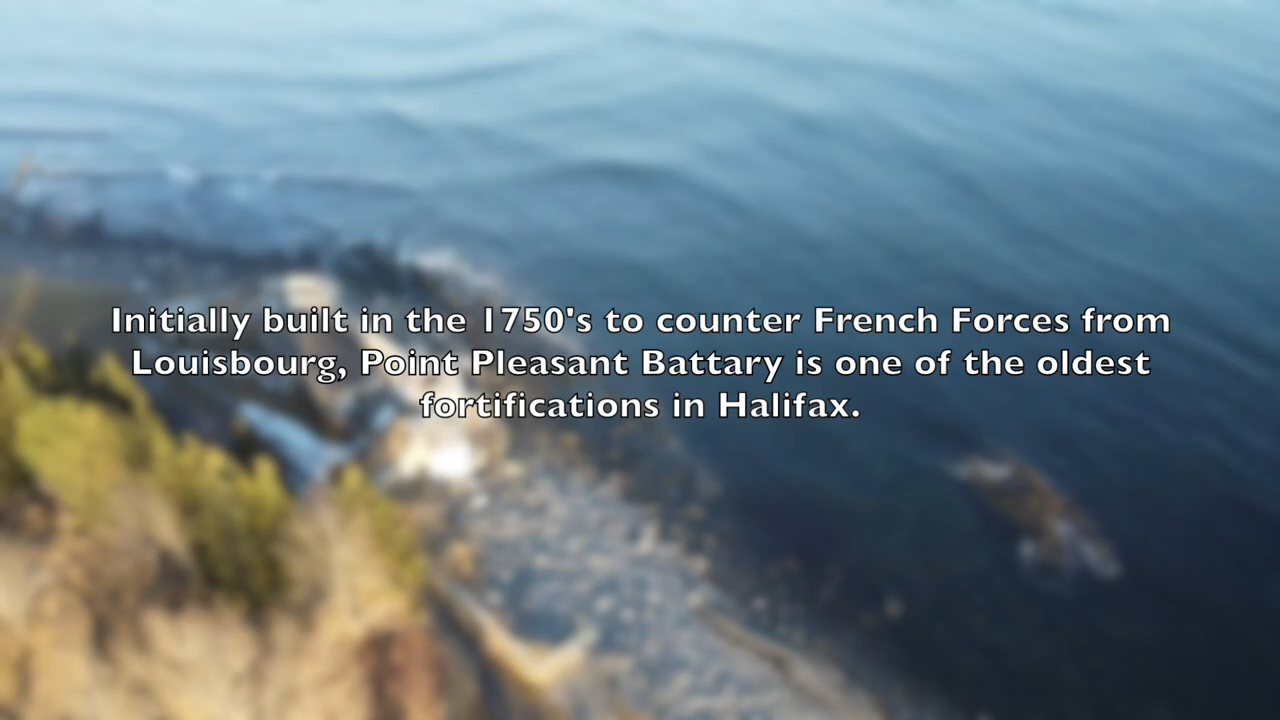 Initially built in the 1750's to counter French Forces from
Louisbourg, Point Pleasant Battary is one of the oldest
fortifications in Halifax.